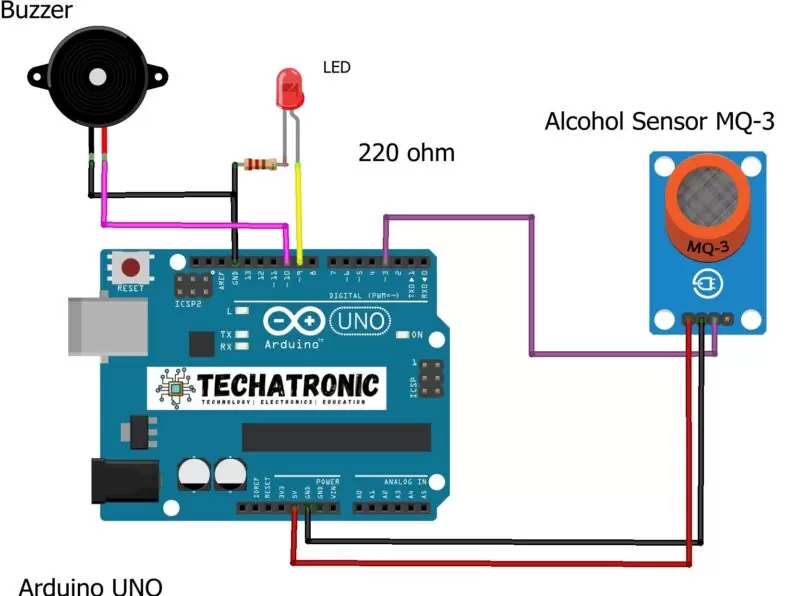 Buzzer
LED
Alcohol Sensor MQ-3
220 ohm
MQ-3
AREF
GND
13
12
~11
~10
~9
8
7
~6
~5
4
~3
2
TXD▶1
RXD◀0
RESET
ICSP2
DIGITAL (PWM=~)
L
TX
RX
Arduino™
UNO
ON
1
ICSP
TECHATRONIC
TECHNOLOGY| ELECTRONICS| EDUCATION
POWER
ANALOG IN
IOREF
RESET
3V3
5V
GND
GND
VIN
A0
A1
A2
A3
A4
A5
Arduino UNO